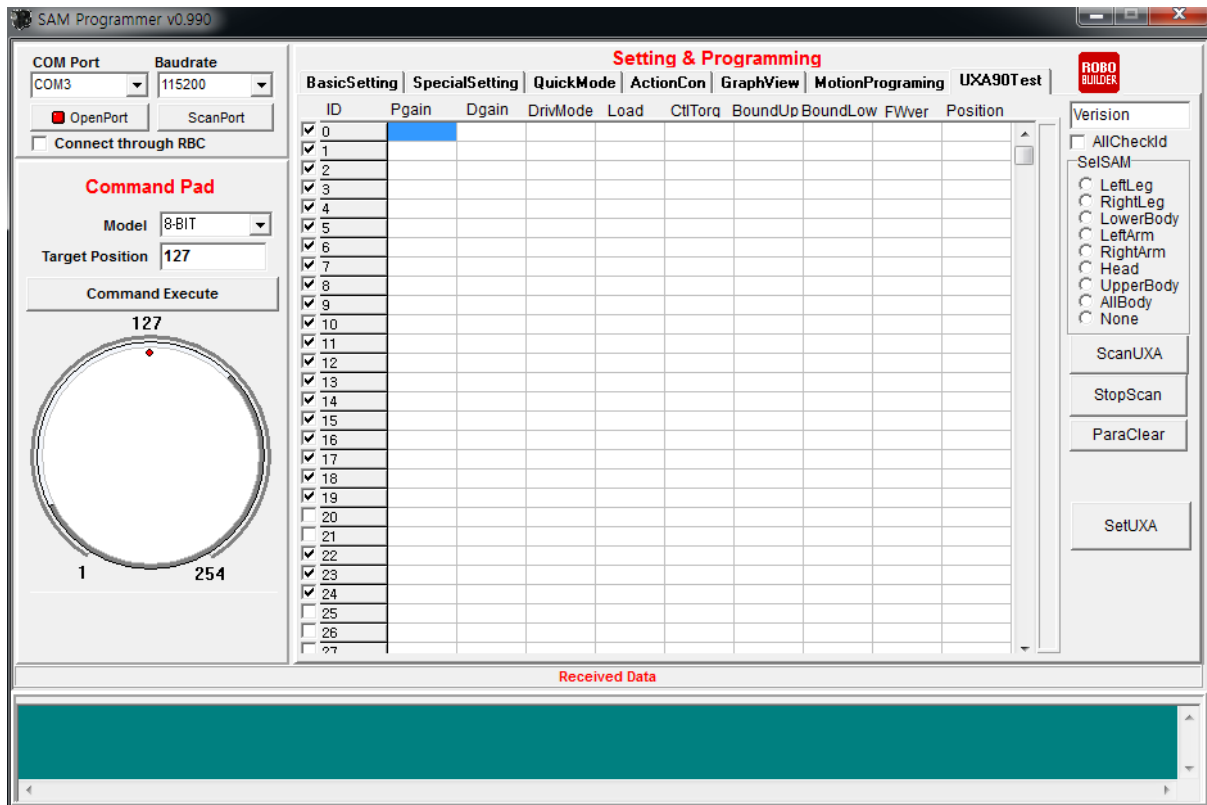 SAM Programmer v0.990
COM Port Baudrate
COM3 115200
OpenPort ScanPort
Connect through RBC
Command Pad
Model 8-BIT
Target Position 127
Command Execute
127
1 254
Setting & Programming
BasicSetting SpecialSetting QuickMode ActionCon GraphView MotionPrograming UXA90Test
ID Pgain Dgain DrivMode Load CtlTorq BoundUp BoundLow FWver Position
0
1
2
3
4
5
6
7
8
9
10
11
12
13
14
15
16
17
18
19
20
21
22
23
24
25
26
27
ROBO
BUILDER
Verision
AllCheckId
SelSAM
LeftLeg
RightLeg
LowerBody
LeftArm
RightArm
Head
UpperBody
AllBody
None
ScanUXA
StopScan
ParaClear
SetUXA
Received Data